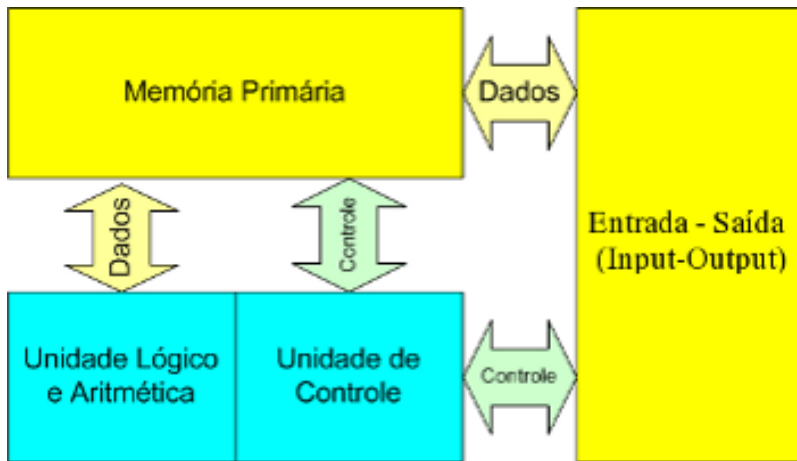 Memória Primária
Dados
Entrada - Saída
(Input-Output)
Dados
Controle
Unidade Lógico
e Aritmética
Unidade de
Controle
Controle